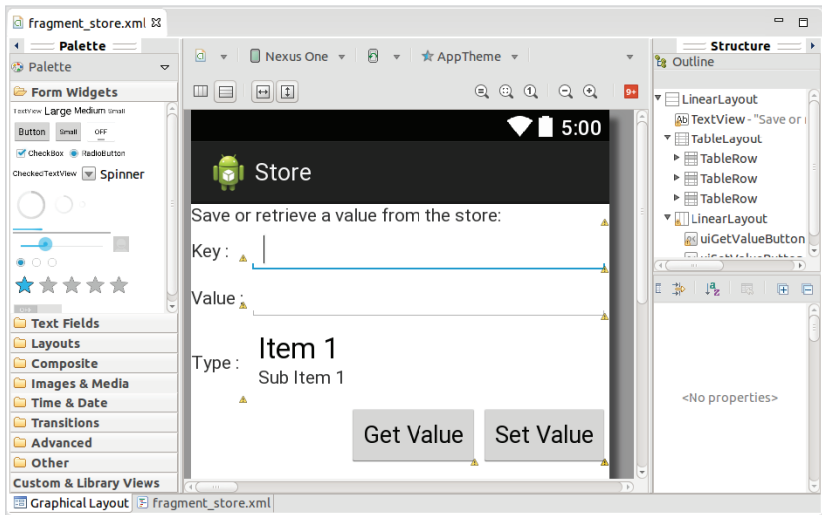 fragment_store.xml
Palette
Palette
Form Widgets
TextView Large Medium Small
Button Small OFF
CheckBox RadioButton
CheckedTextView Spinner
Text Fields
Layouts
Composite
Images & Media
Time & Date
Transitions
Advanced
Other
Custom & Library Views
Nexus One AppTheme
1 9+
5:00
Store
Save or retrieve a value from the store:
Key :
Value :
Type :
Item 1
Sub Item 1
Get Value Set Value
Structure
Outline
LinearLayout
Ab TextView - "Save or
TableLayout
TableRow
TableRow
TableRow
LinearLayout
uiGetValueButton
<No properties>
Graphical Layout fragment_store.xml